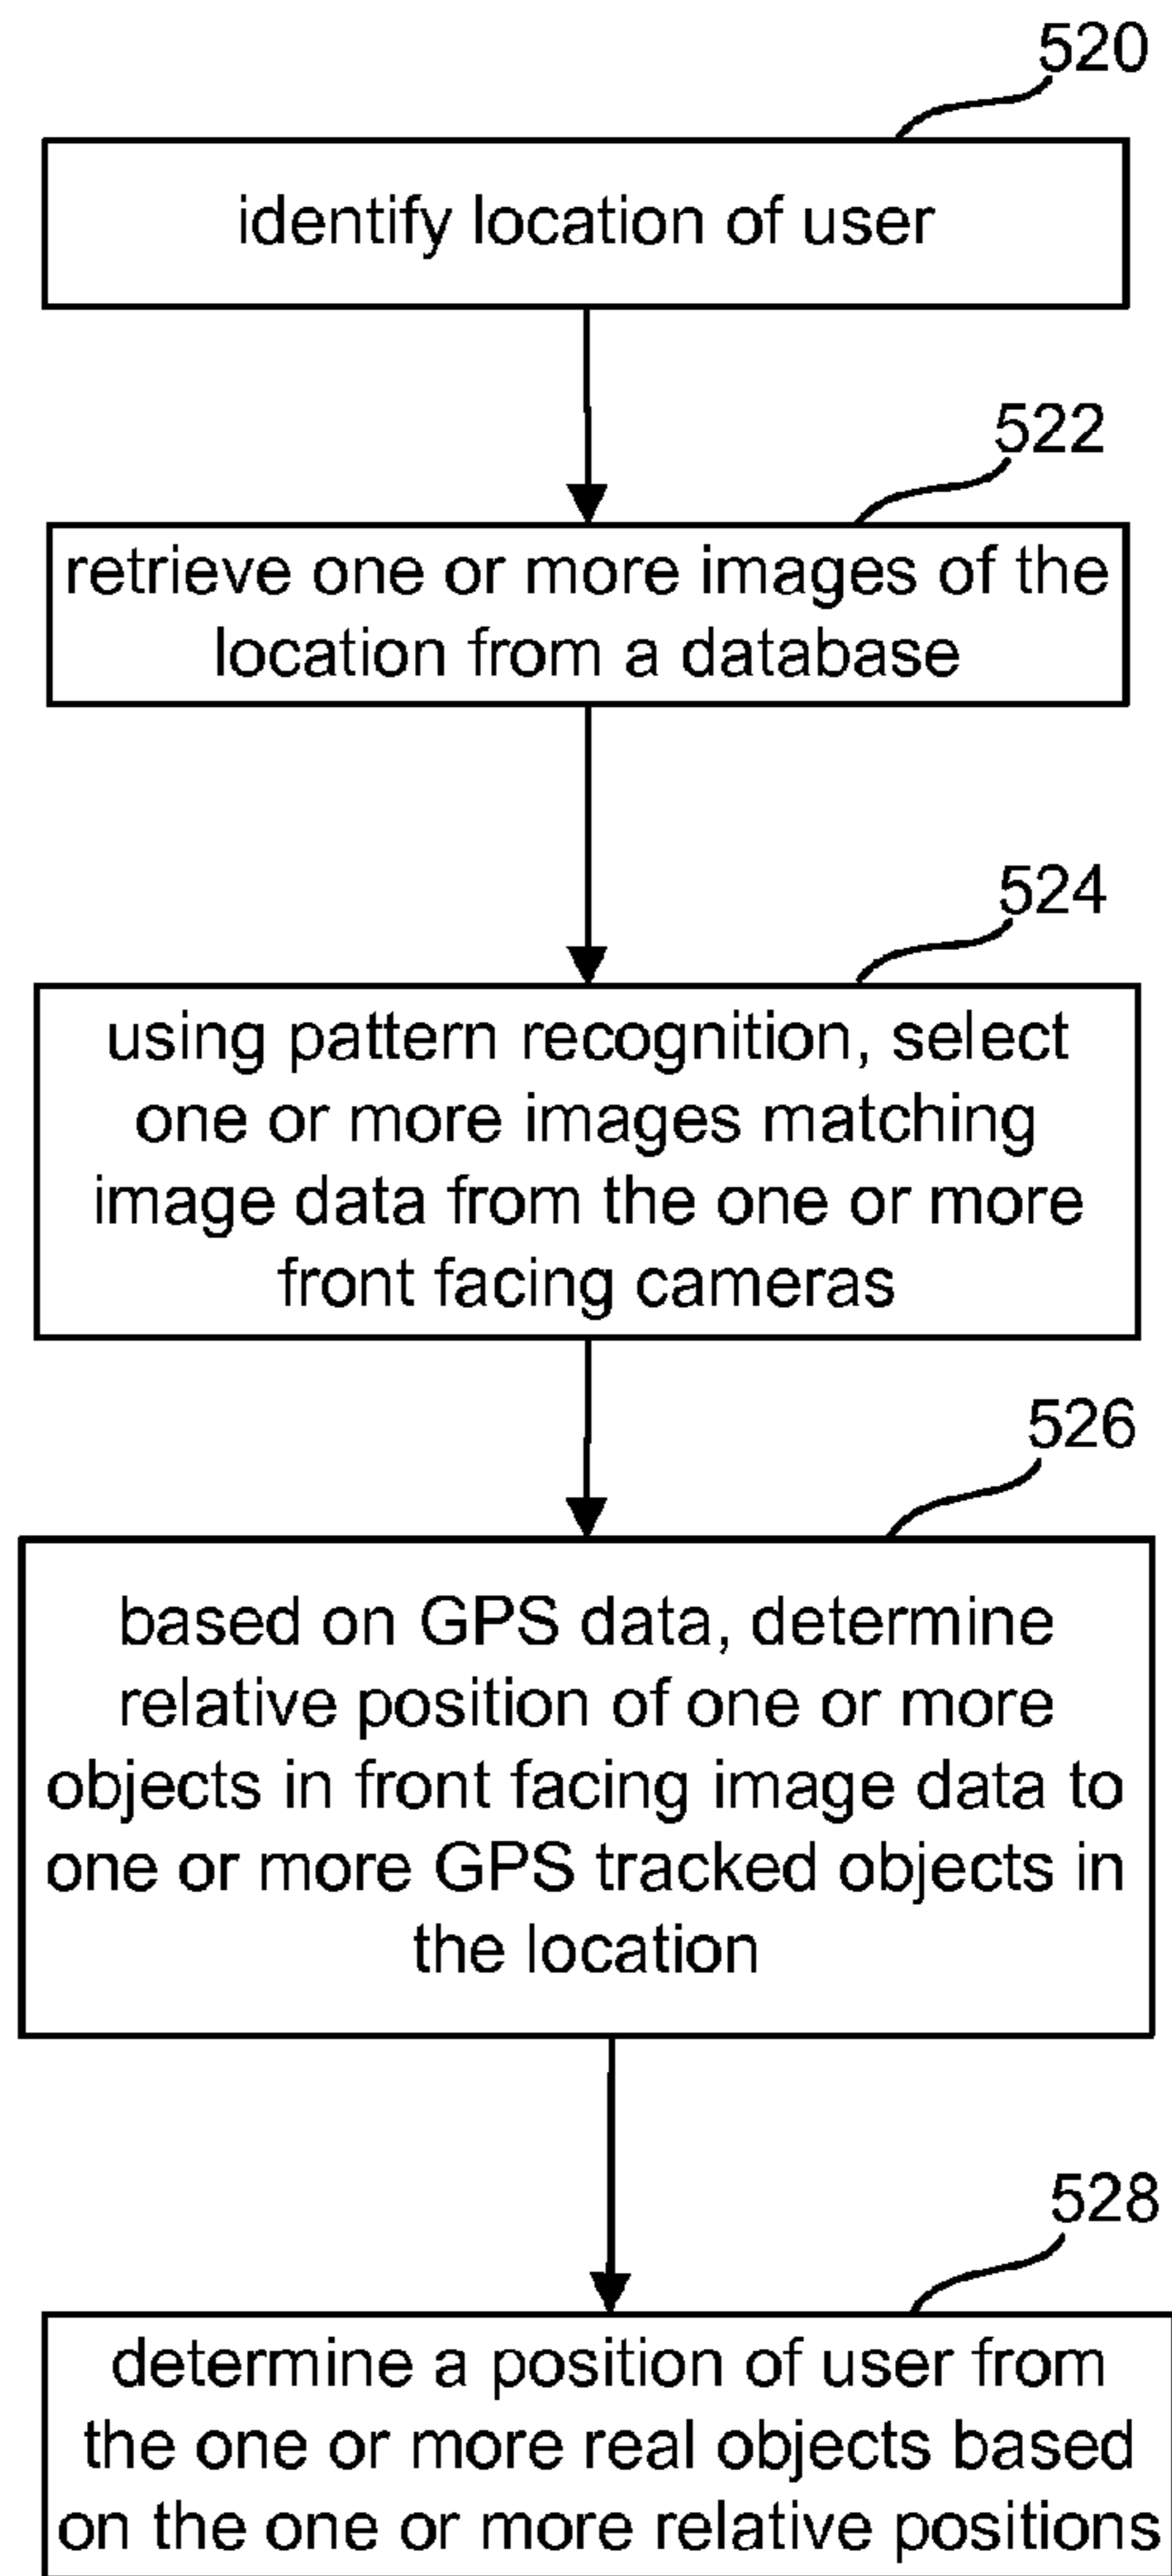 520
identify location of user
522
retrieve one or more images of the
location from a database
524
using pattern recognition, select
one or more images matching
image data from the one or more
front facing cameras
526
based on GPS data, determine
relative position of one or more
objects in front facing image data to
one or more GPS tracked objects in
the location
528
determine a position of user from
the one or more real objects based
on the one or more relative positions